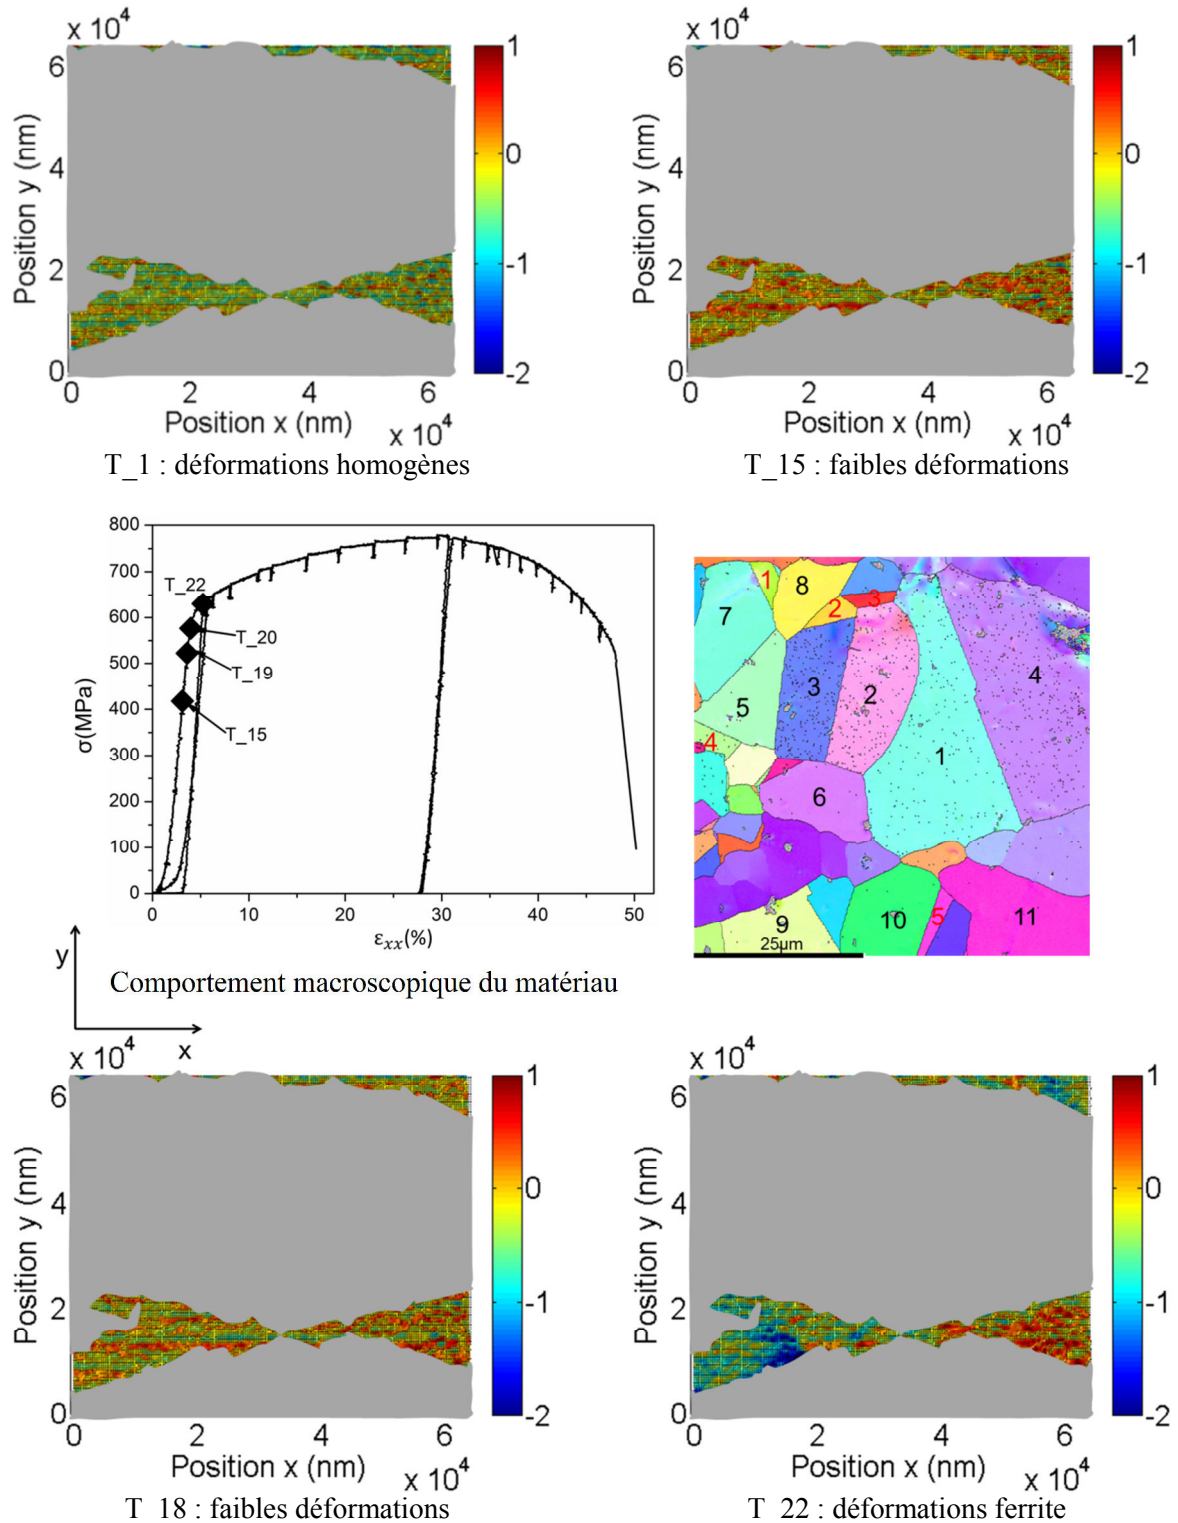 x 10⁴
6
4
2
0
Position y (nm)
0 2 4 6
Position x (nm) x 10⁴
1
0
-1
-2
T_1 : déformations homogènes
x 10⁴
6
4
2
0
Position y (nm)
0 2 4 6
Position x (nm) x 10⁴
1
0
-1
-2
T_15 : faibles déformations
800
700
600
500
400
300
200
100
0
σ(MPa)
T_22
T_20
T_19
T_15
0 10 20 30 40 50
εxx(%)
y
x
Comportement macroscopique du matériau
1 8 3
7 2
3 2 4
5
4 1
6
9 10 5 11
25µm
x 10⁴
6
4
2
0
Position y (nm)
0 2 4 6
Position x (nm) x 10⁴
1
0
-1
-2
T_18 : faibles déformations
x 10⁴
6
4
2
0
Position y (nm)
0 2 4 6
Position x (nm) x 10⁴
1
0
-1
-2
T_22 : déformations ferrite